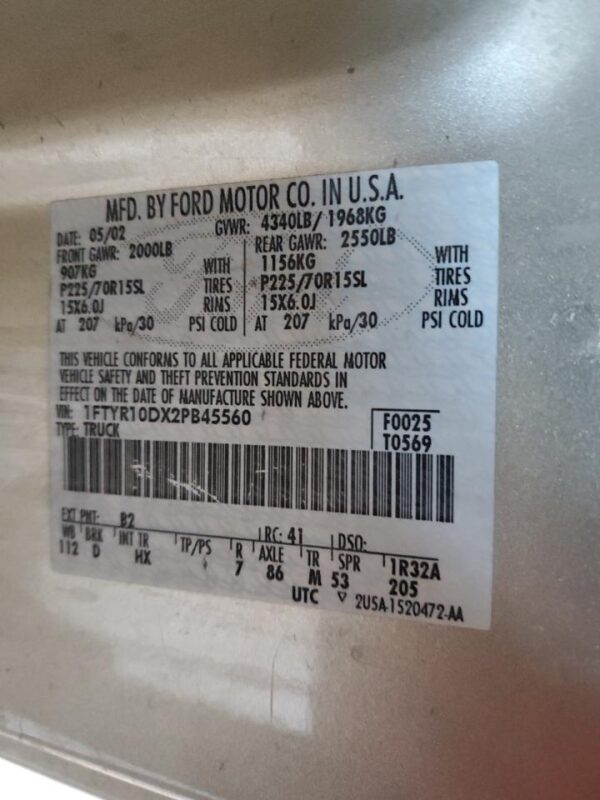 MFD. BY FORD MOTOR CO. IN U.S.A.
DATE: 05/02 GVWR: 4340LB/ 1968KG
FRONT GAWR: 2000LB REAR GAWR: 2550LB
907KG WITH 1156KG WITH
P225/70R15SL TIRES P225/70R15SL TIRES
15X6.0J RIMS 15X6.0J RIMS
AT 207 kPa/30 PSI COLD AT 207 kPa/30 PSI COLD
THIS VEHICLE CONFORMS TO ALL APPLICABLE FEDERAL MOTOR
VEHICLE SAFETY AND THEFT PREVENTION STANDARDS IN
EFFECT ON THE DATE OF MANUFACTURE SHOWN ABOVE.
VIN: 1FTYR10DX2PB45560 F0025
TYPE: TRUCK T0569
EXT PNT: B2 RC: 41 DSO:
WB BRK INT TR TP/PS R AXLE TR SPR 1R32A
112 D HX 7 86 M 53 205
UTC ▽ 2U5A-1520472-AA